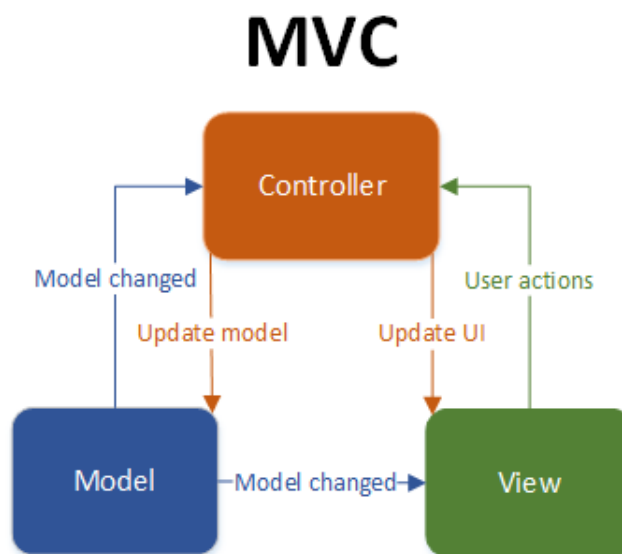 MVC
Controller
Model changed
User actions
Update model
Update UI
Model
Model changed
View